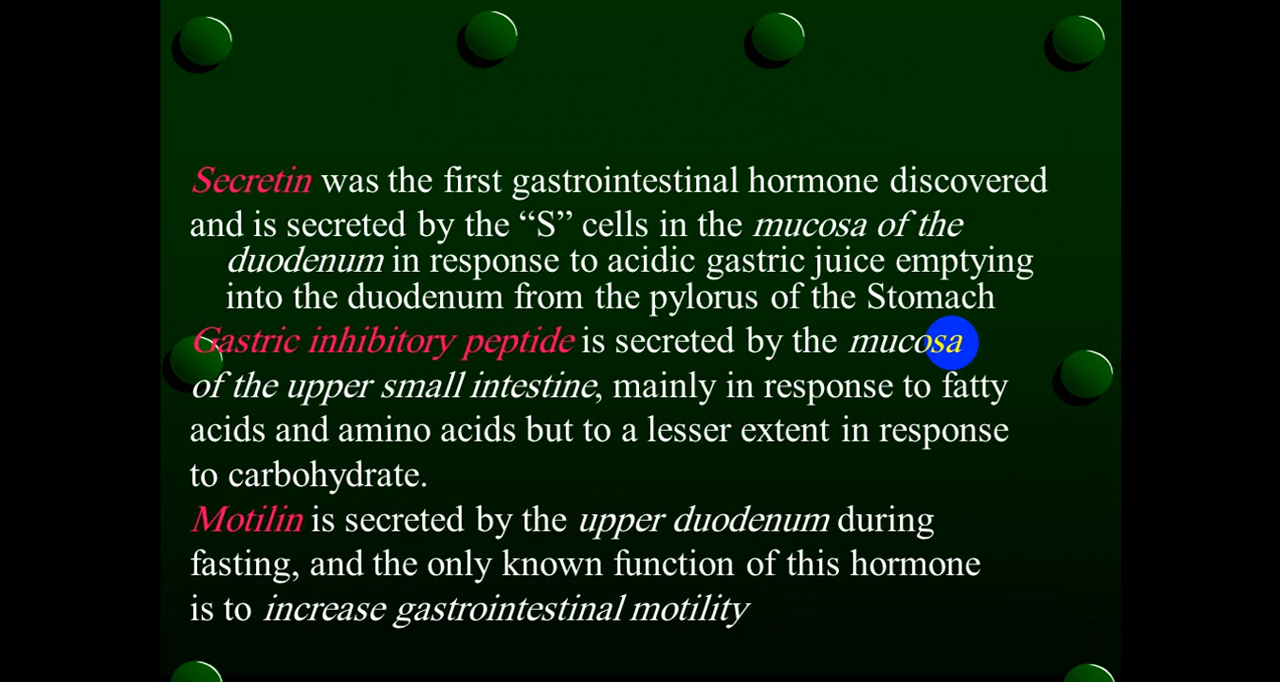 Secretin was the first gastrointestinal hormone discovered
and is secreted by the “S” cells in the mucosa of the
duodenum in response to acidic gastric juice emptying
into the duodenum from the pylorus of the Stomach
Gastric inhibitory peptide is secreted by the mucosa
of the upper small intestine, mainly in response to fatty
acids and amino acids but to a lesser extent in response
to carbohydrate.
Motilin is secreted by the upper duodenum during
fasting, and the only known function of this hormone
is to increase gastrointestinal motility